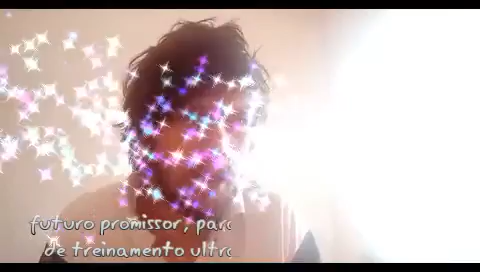 futuro promissor, para
de treinamento ultra